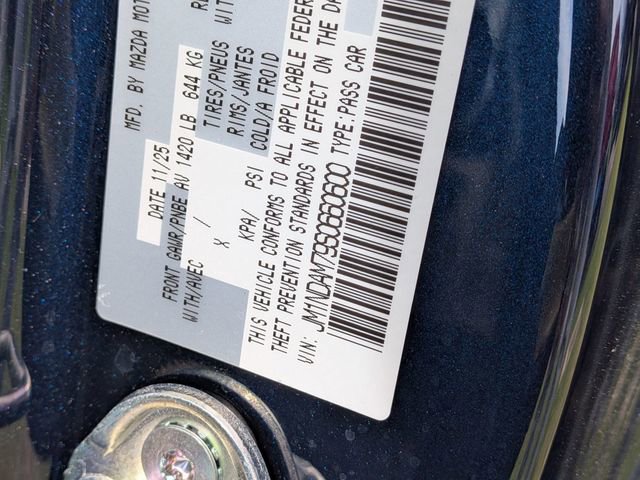 MFD. BY MAZDA MOT
DATE 11/25
FRONT GAWR/PNBE AV 1420 LB 644 KG
WITH/AVEC / TIRES/PNEUS WIT
X RIMS/JANTES
KPA/ PSI COLD/A FROID
THIS VEHICLE CONFORMS TO ALL APPLICABLE FEDER
THEFT PREVENTION STANDARDS IN EFFECT ON THE DA
VIN: JM1NDAM79S0660600 TYPE:PASS CAR